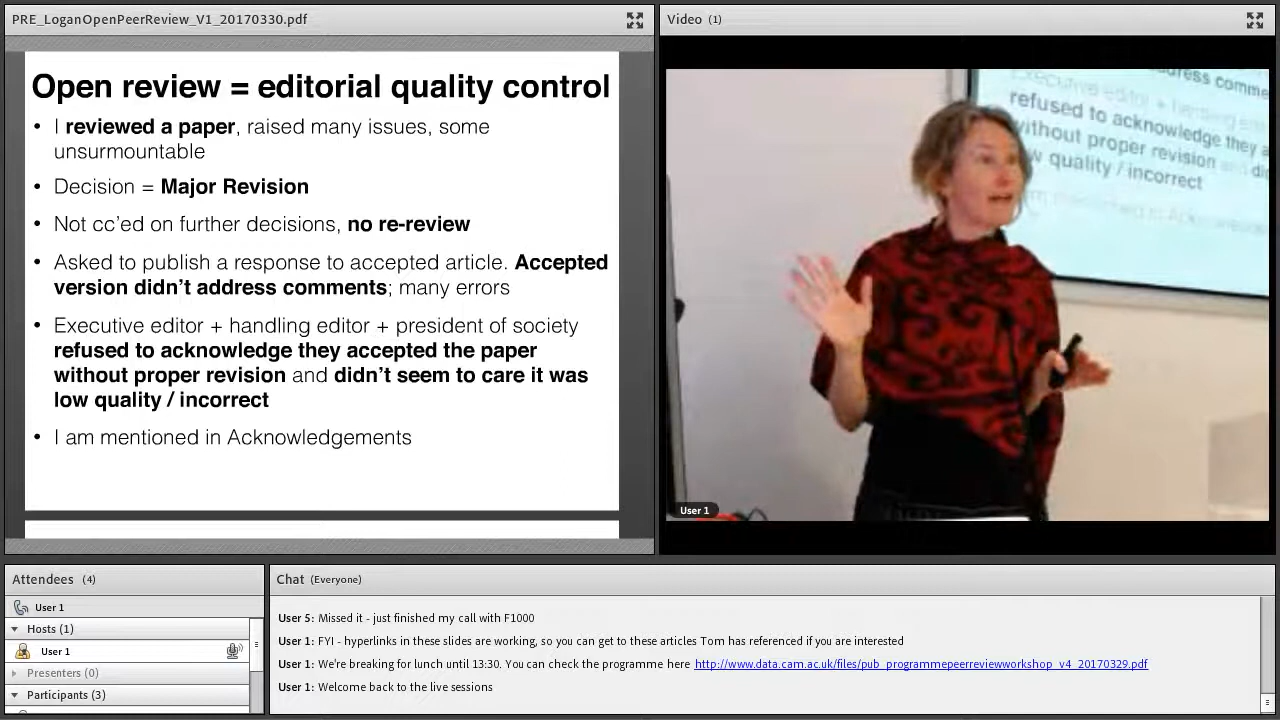 PRE_LoganOpenPeerReview_V1_20170330.pdf
Open review = editorial quality control
• I reviewed a paper, raised many issues, some
unsurmountable
• Decision = Major Revision
• Not cc'ed on further decisions, no re-review
• Asked to publish a response to accepted article. Accepted
version didn't address comments; many errors
• Executive editor + handling editor + president of society
refused to acknowledge they accepted the paper
without proper revision and didn't seem to care it was
low quality / incorrect
• I am mentioned in Acknowledgements
Video (1)
refused to acknowledge they
without proper revision
quality / incorrect
User 1
Attendees (4)
User 1
Hosts (1)
User 1
Presenters (0)
Participants (3)
Chat (Everyone)
User 5: Missed it - just finished my call with F1000
User 1: FYI - hyperlinks in these slides are working, so you can get to these articles Tom has referenced if you are interested
User 1: We're breaking for lunch until 13:30. You can check the programme here http://www.data.cam.ac.uk/files/pub_programmepeerreviewworkshop_v4_20170329.pdf
User 1: Welcome back to the live sessions